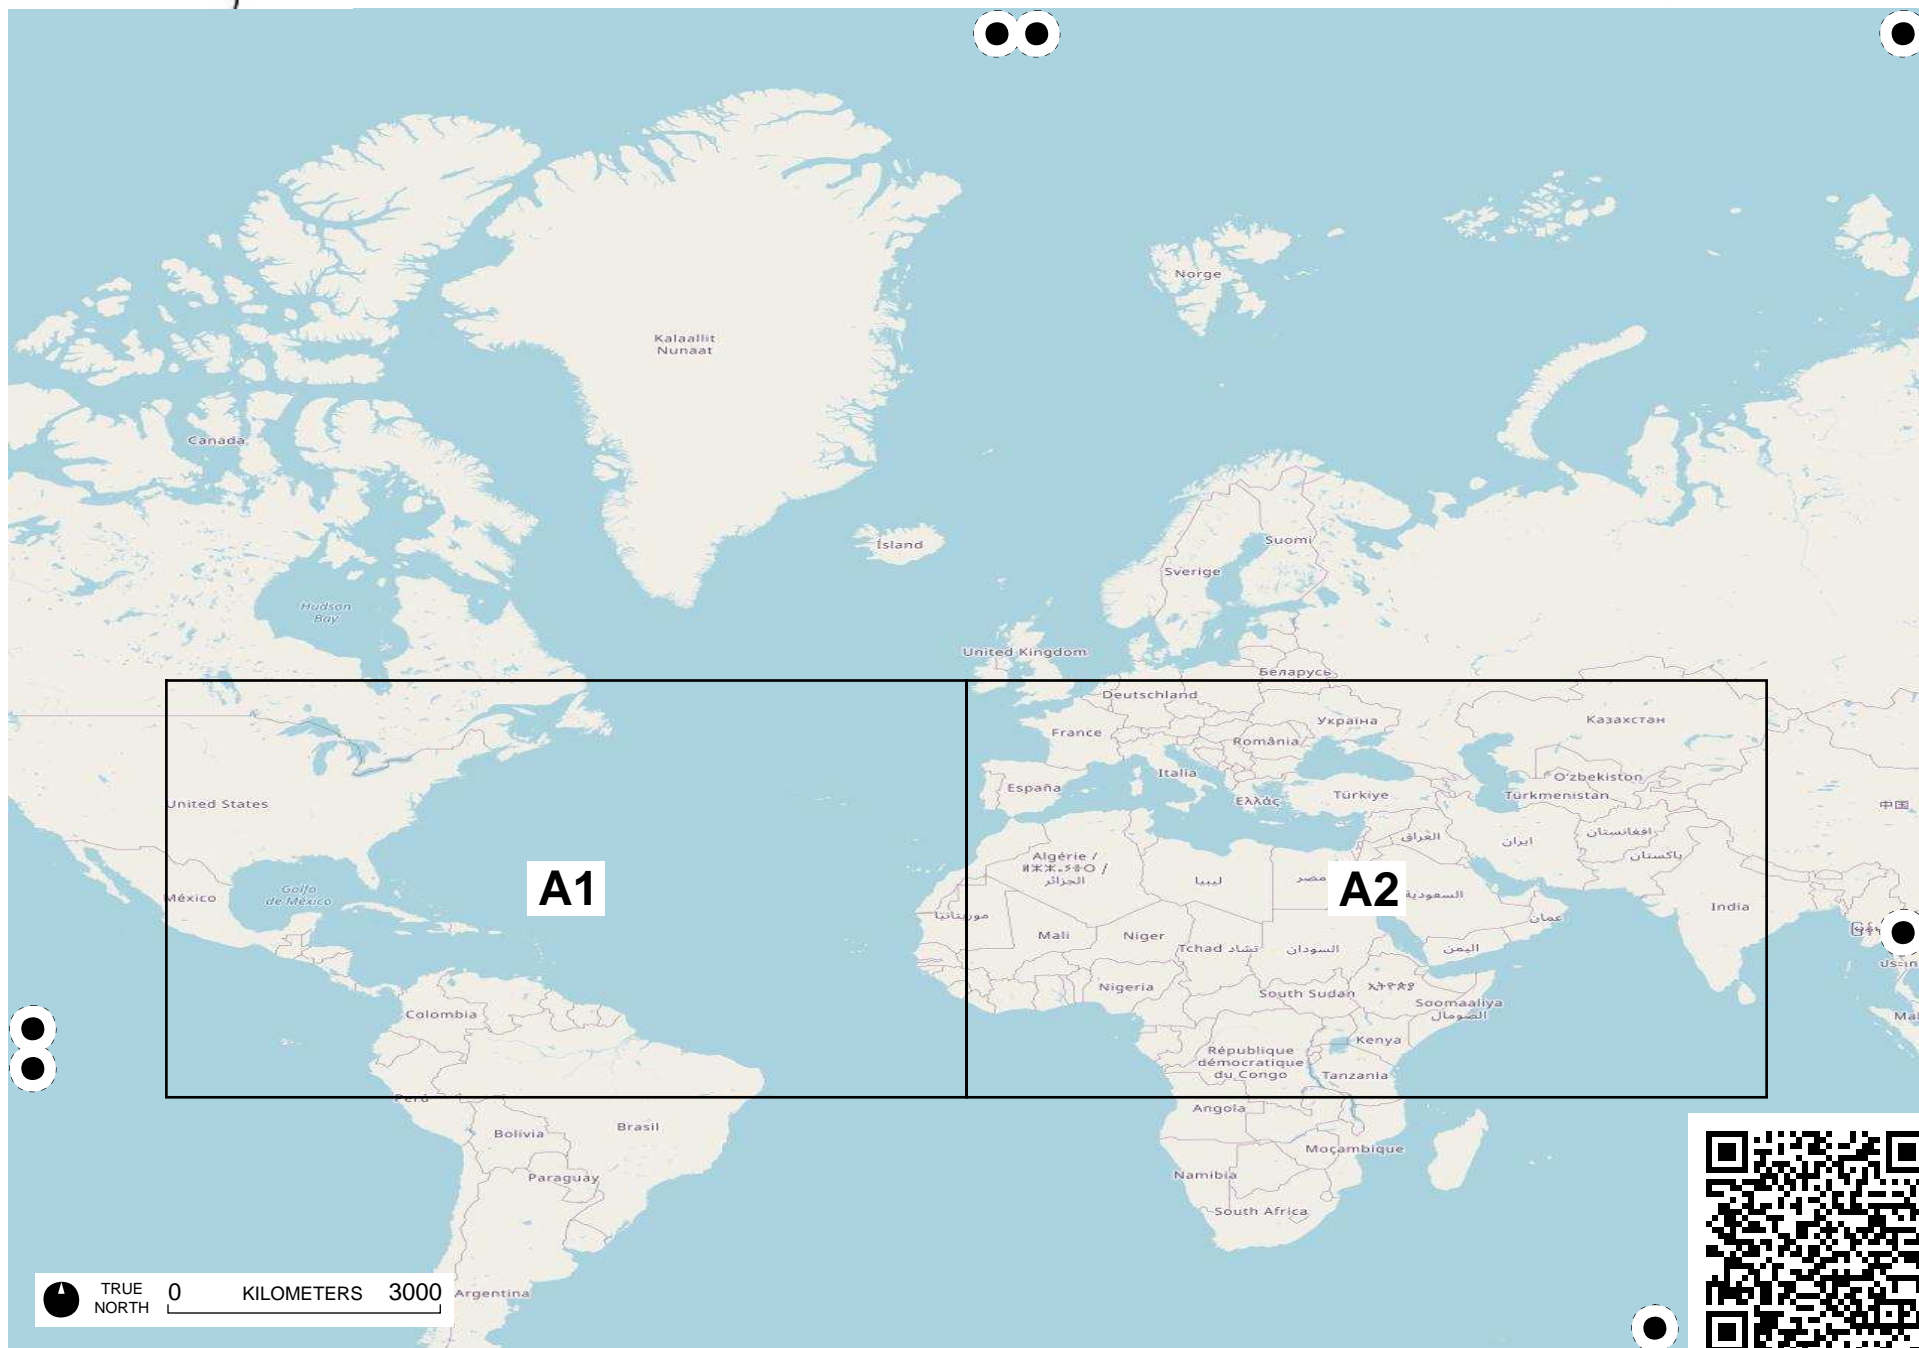 Norge
Kalaallit
Nunaat
Canada
Ísland
Suomi
Sverige
Hudson
Bay
United Kingdom
Беларусь
Deutschland
Україна
Казахстан
France
România
Italia
O'zbekiston
España
Türkiye
Türkmenistan
Ελλάς
United States
中国
العراق
ایران
افغانستان
پاکستان
Algérie /
ⵍⵣⵣⴰⵢⴻⵔ /
الجزائر
ليبيا
مصر
السعودية
A1
A2
México
Golfo
de México
India
عمان
موريتانيا
Mali
Niger
Tchad تشاد
السودان
اليمن
Nigeria
South Sudan
ኢትዮጵያ
Soomaaliya
الصومال
Colombia
Kenya
République
démocratique
du Congo
Tanzania
Perú
Angola
Bolivia
Brasil
Moçambique
Paraguay
Namibia
South Africa
Argentina
TRUE
NORTH
0 KILOMETERS 3000